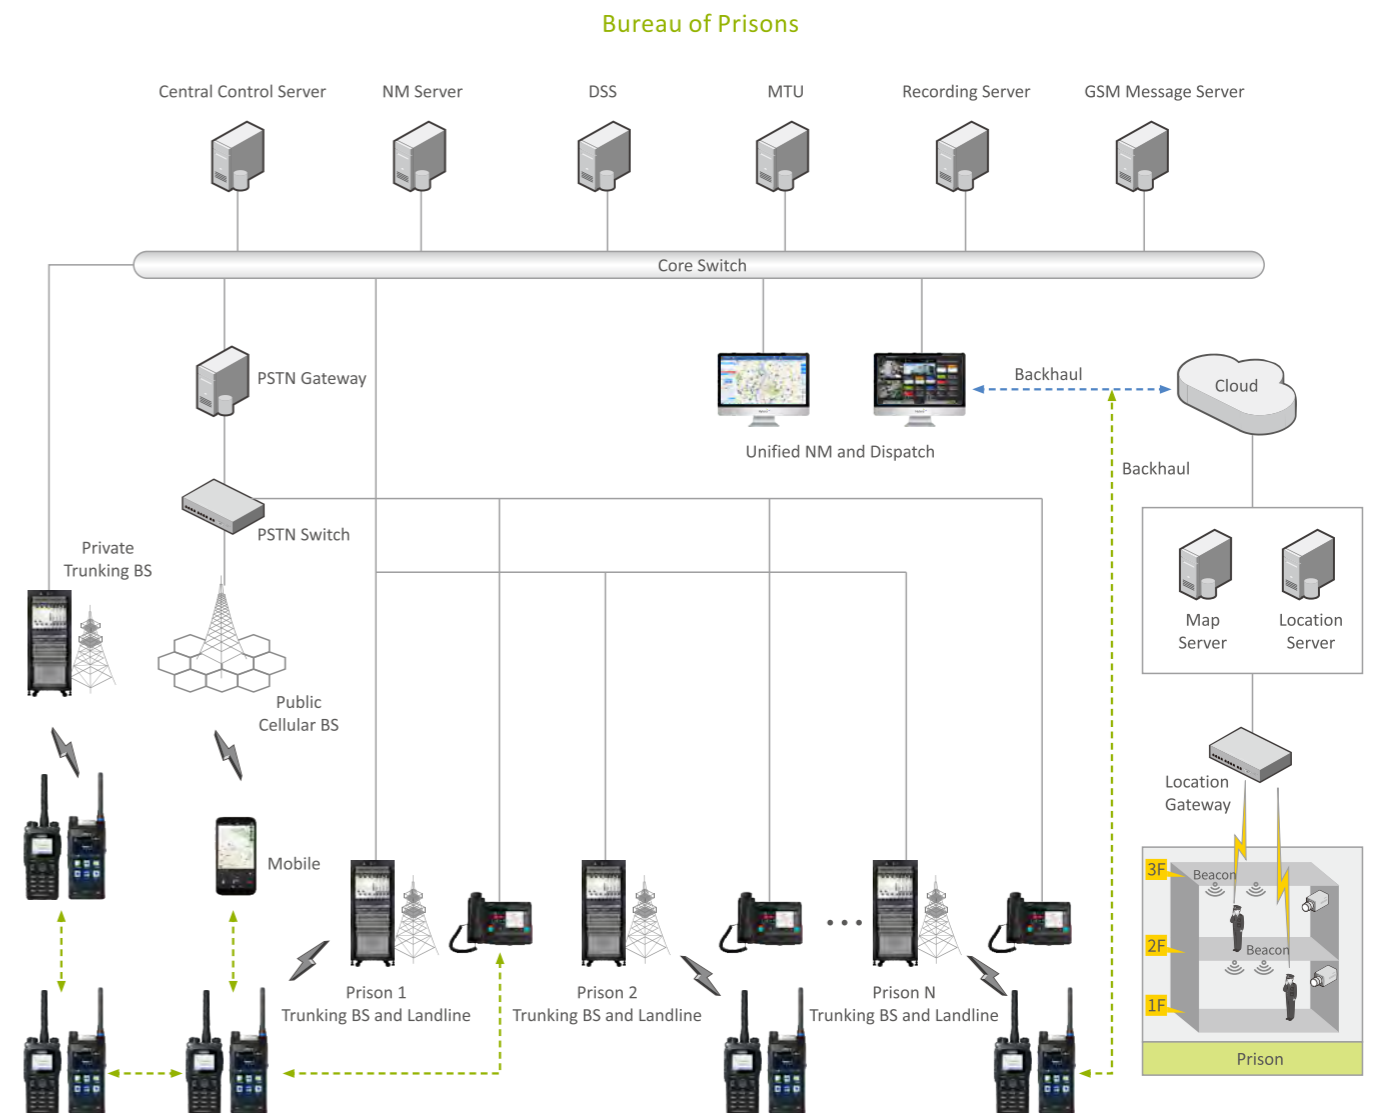 Bureau of Prisons
Central Control Server
NM Server
DSS
MTU
Recording Server
GSM Message Server
Core Switch
PSTN Gateway
Backhaul
Cloud
Unified NM and Dispatch
Backhaul
PSTN Switch
Private
Trunking BS
Map
Server
Location
Server
Public
Cellular BS
Location
Gateway
Mobile
3F
Beacon
2F
Beacon
1F
Prison
Prison 1
Trunking BS and Landline
Prison 2
Trunking BS and Landline
Prison N
Trunking BS and Landline